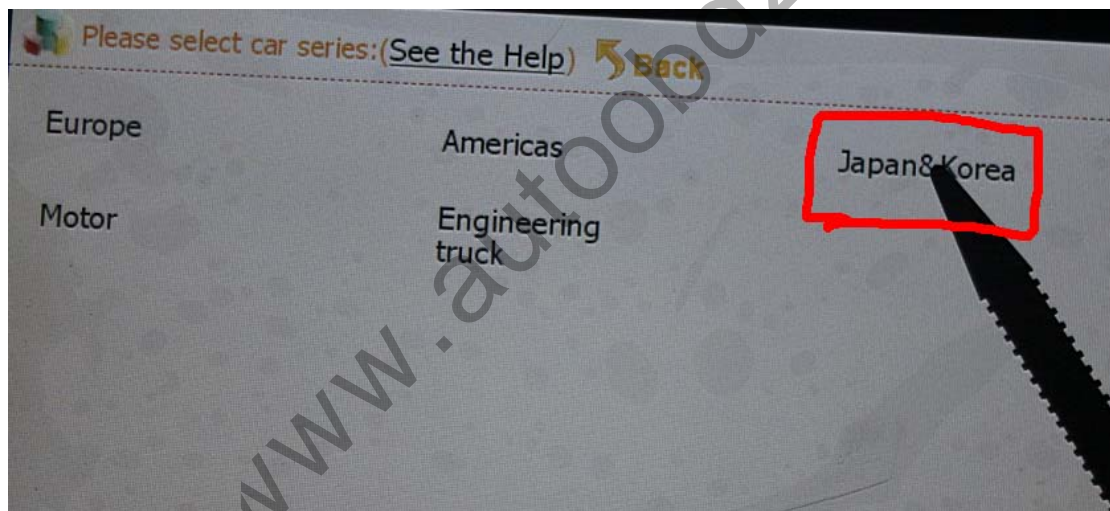 Please select car series:(See the Help) Back
Europe
Americas
Japan&Korea
Motor
Engineering
truck
www.autoobd